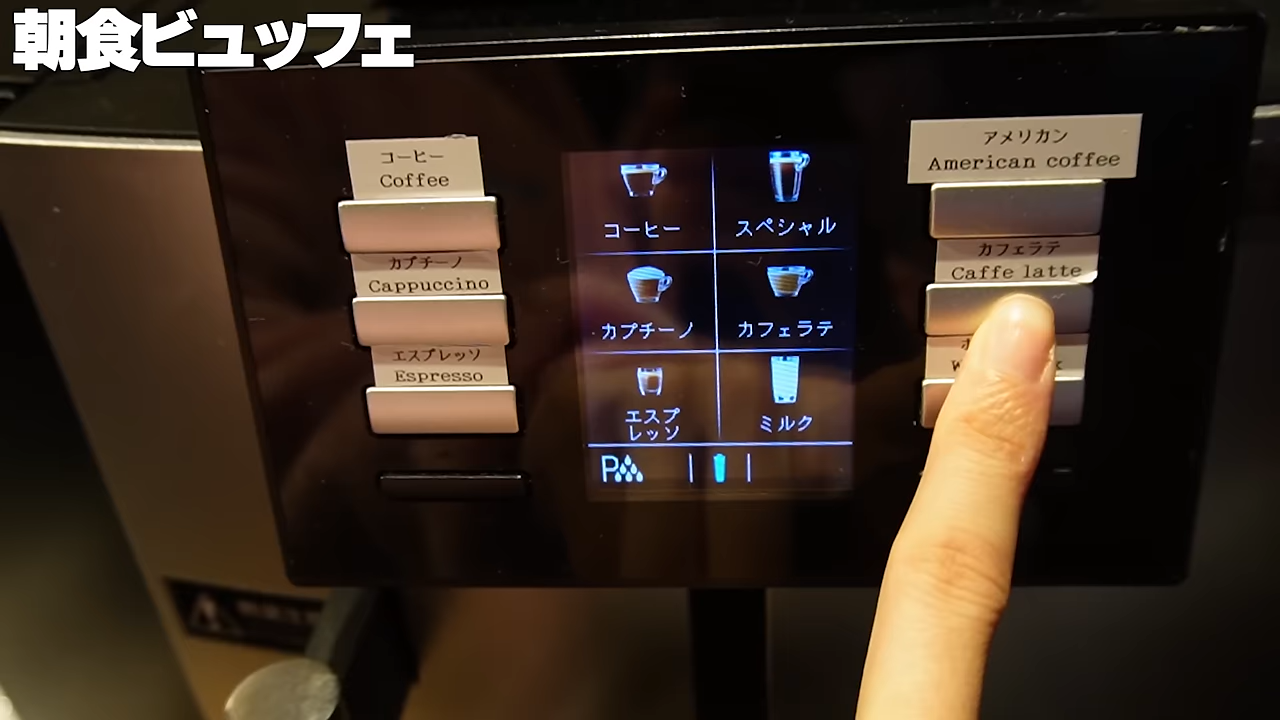 朝食ビュッフェ
コーヒー
Coffee
カプチーノ
Cappuccino
エスプレッソ
Espresso
コーヒー
スペシャル
カプチーノ
カフェラテ
エスプ
レッソ
ミルク
P
アメリカン
American coffee
カフェラテ
Caffe latte